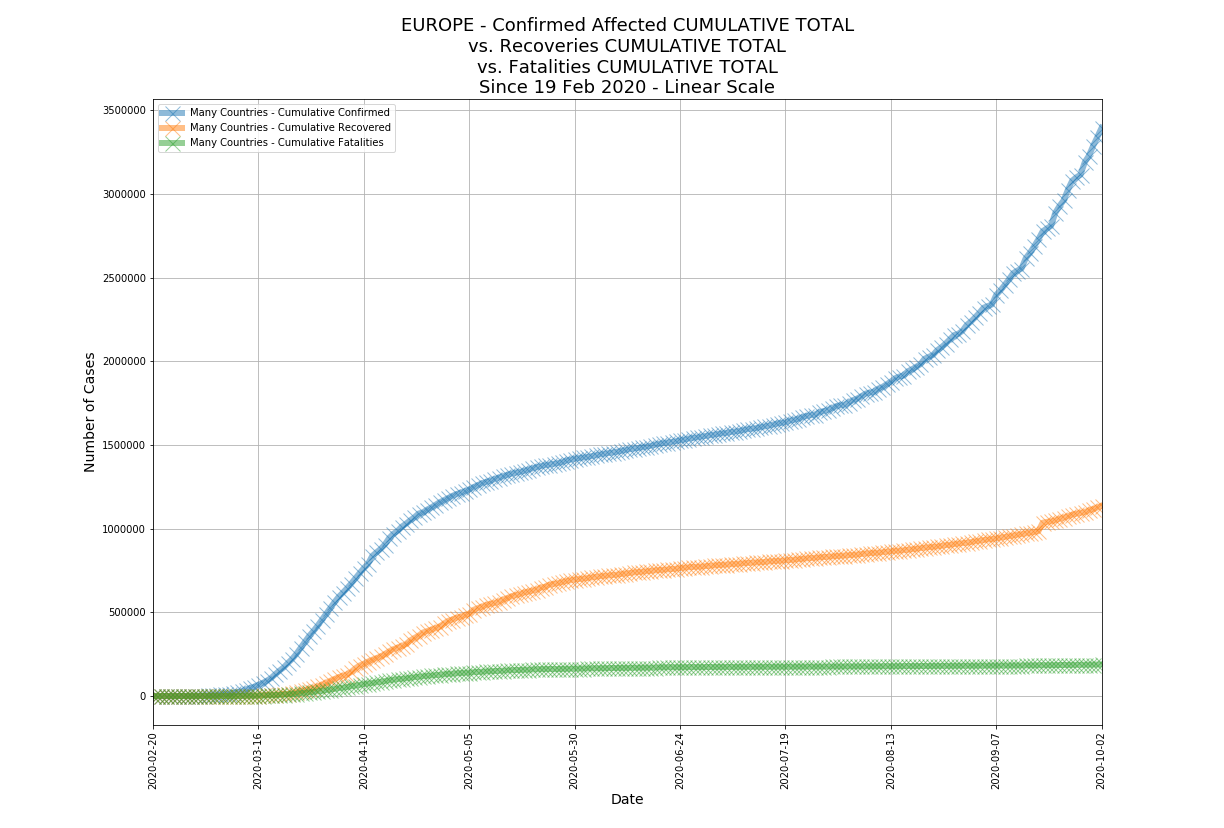 EUROPE - Confirmed Affected CUMULATIVE TOTAL
vs. Recoveries CUMULATIVE TOTAL
vs. Fatalities CUMULATIVE TOTAL
Since 19 Feb 2020 - Linear Scale
Many Countries - Cumulative Confirmed
Many Countries - Cumulative Recovered
Many Countries - Cumulative Fatalities
Number of Cases
3500000
3000000
2500000
2000000
1500000
1000000
500000
0
2020-02-20
2020-03-16
2020-04-10
2020-05-05
2020-05-30
2020-06-24
2020-07-19
2020-08-13
2020-09-07
2020-10-02
Date